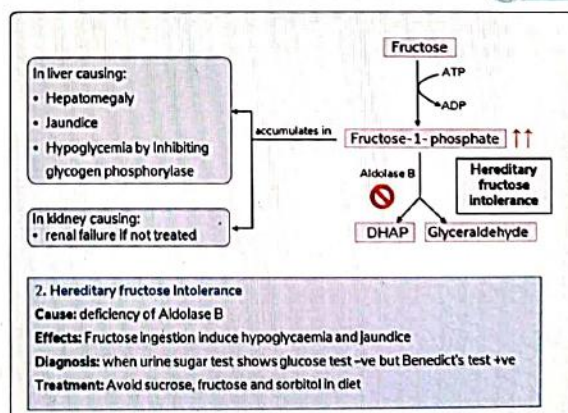 Fructose
ATP
ADP
In liver causing:
• Hepatomegaly
• Jaundice
• Hypoglycemia by Inhibiting
glycogen phosphorylase
accumulates in
Fructose-1- phosphate ↑↑
Aldolase B
Hereditary
fructose
intolerance
In kidney causing:
• renal failure if not treated
DHAP
Glyceraldehyde
2. Hereditary fructose Intolerance
Cause: deficiency of Aldolase B
Effects: Fructose ingestion induce hypoglycaemia and jaundice
Diagnosis: when urine sugar test shows glucose test –ve but Benedict's test +ve
Treatment: Avoid sucrose, fructose and sorbitol in diet